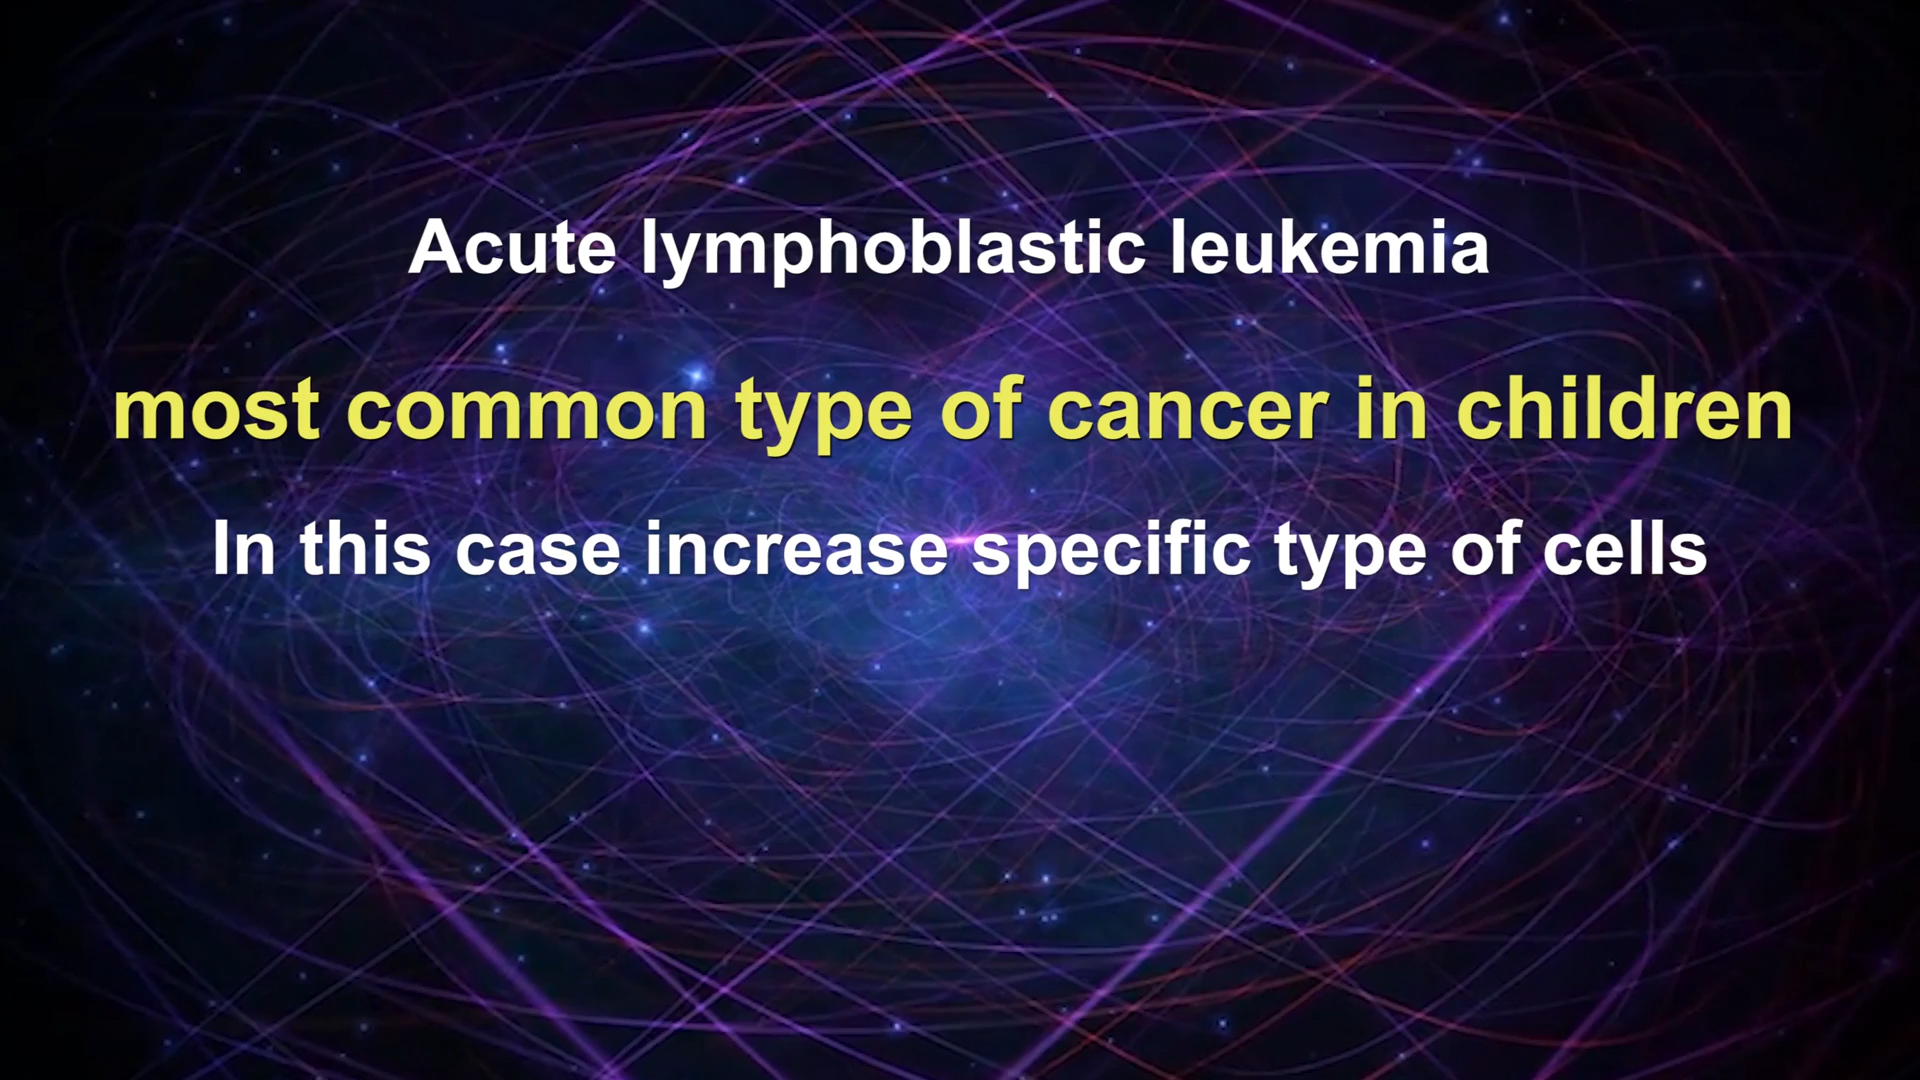 Acute lymphoblastic leukemia
most common type of cancer in children
In this case increase specific type of cells